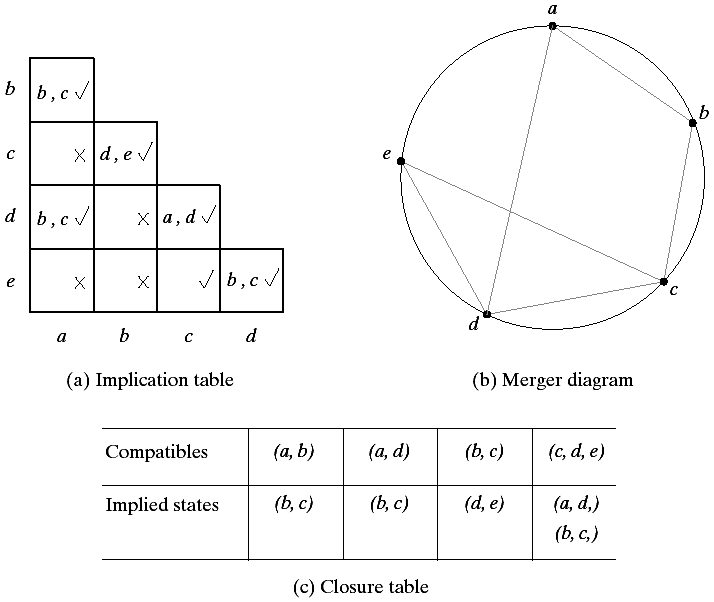 b
b , c ✓
c
×
d , e ✓
d
b , c ✓
×
a , d ✓
e
×
×
✓
b , c ✓
a
b
c
d
(a) Implication table
a
b
e
c
d
(b) Merger diagram
Compatibles (a, b) (a, d) (b, c) (c, d, e)
Implied states (b, c) (b, c) (d, e) (a, d,)
(b, c,)
(c) Closure table